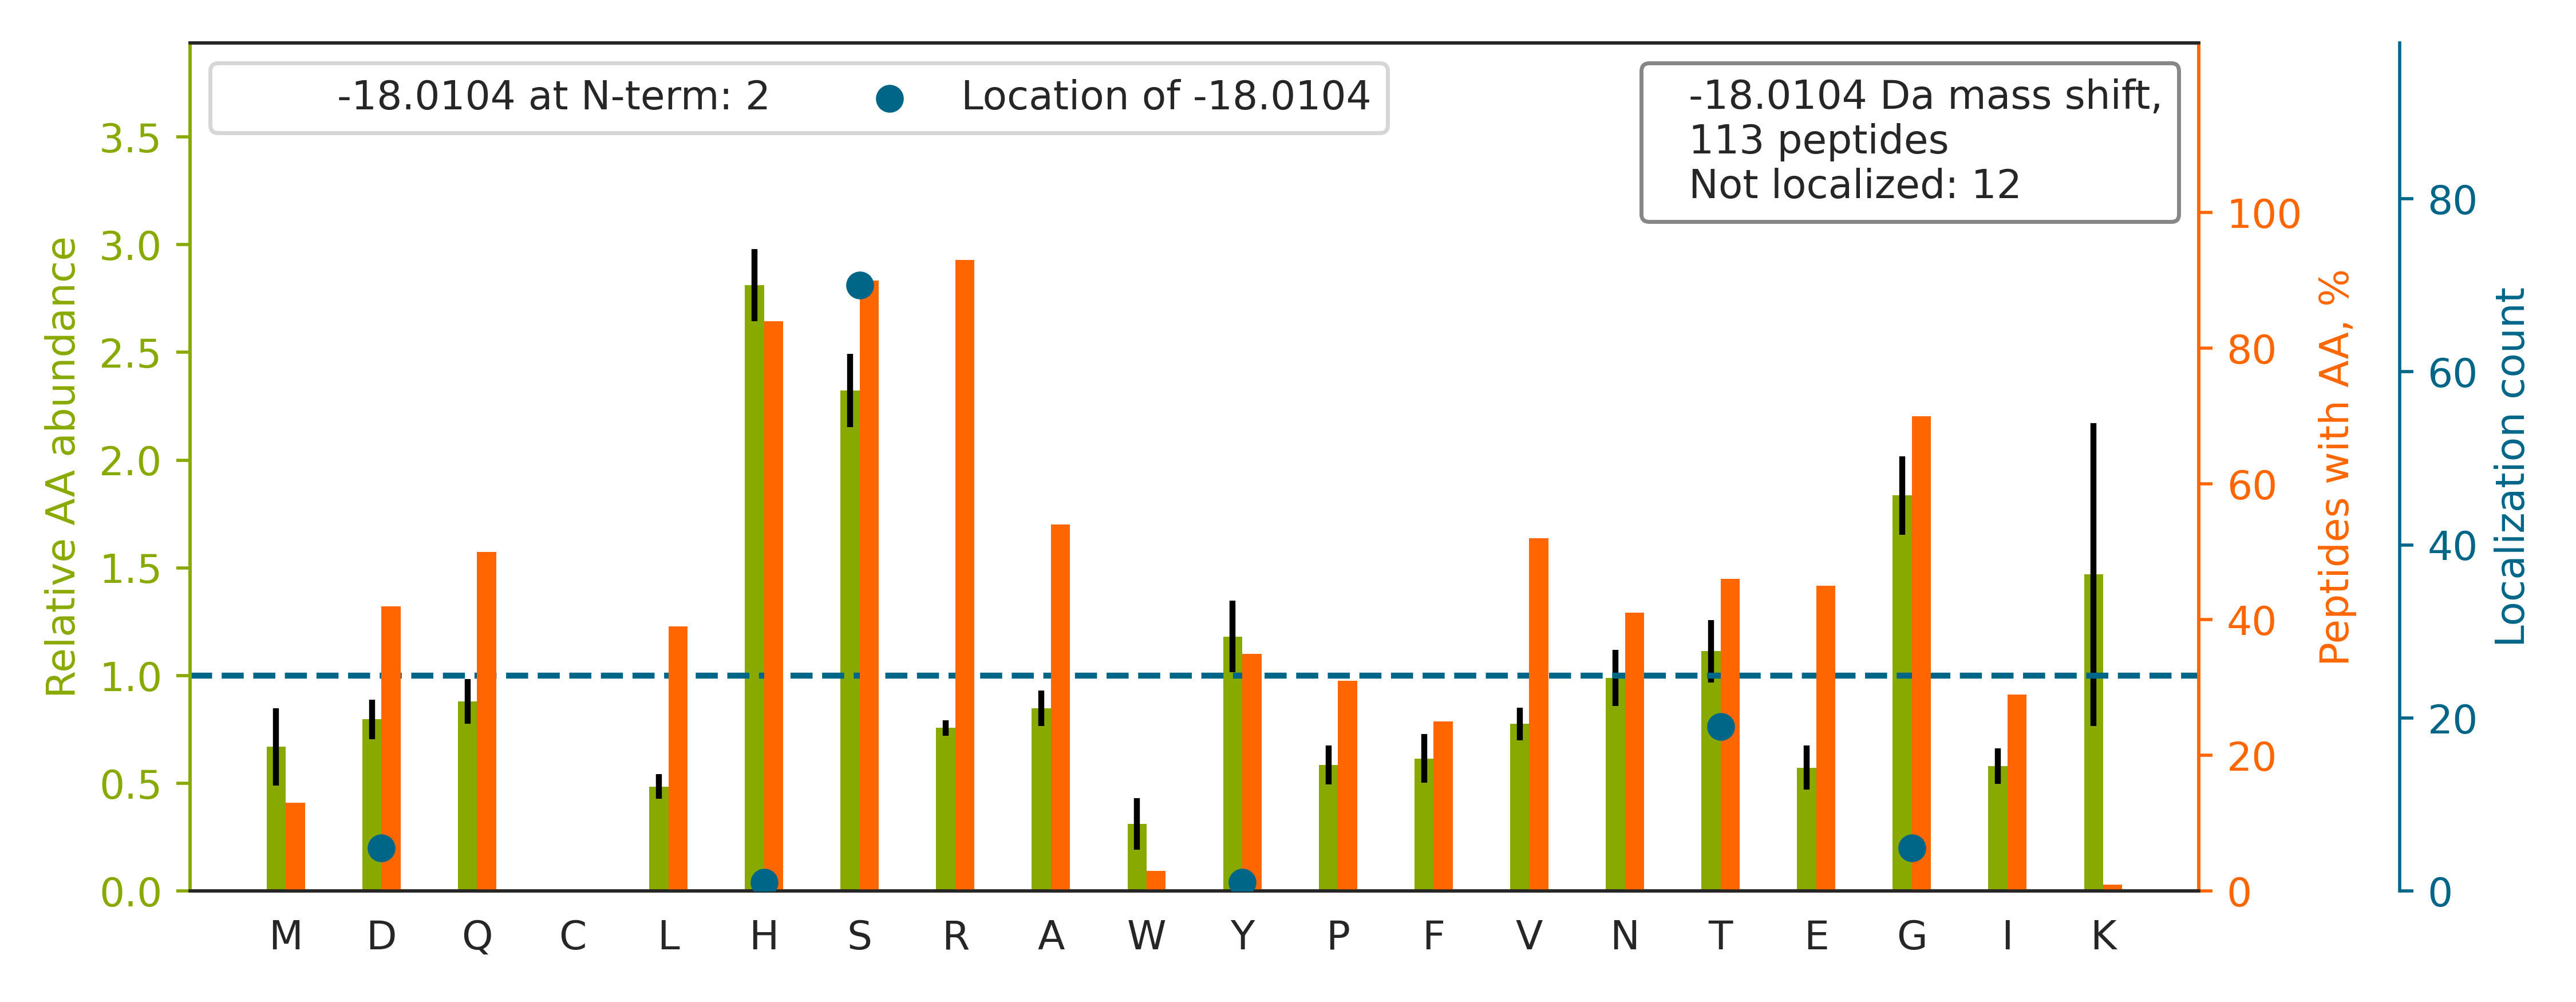 -18.0104 at N-term: 2
Location of -18.0104
-18.0104 Da mass shift,
113 peptides
Not localized: 12
Relative AA abundance
3.5
3.0
2.5
2.0
1.5
1.0
0.5
0.0
M D Q C L H S R A W Y P F V N T E G I K
100
80
60
40
20
0
Peptides with AA, %
80
60
40
20
0
Localization count